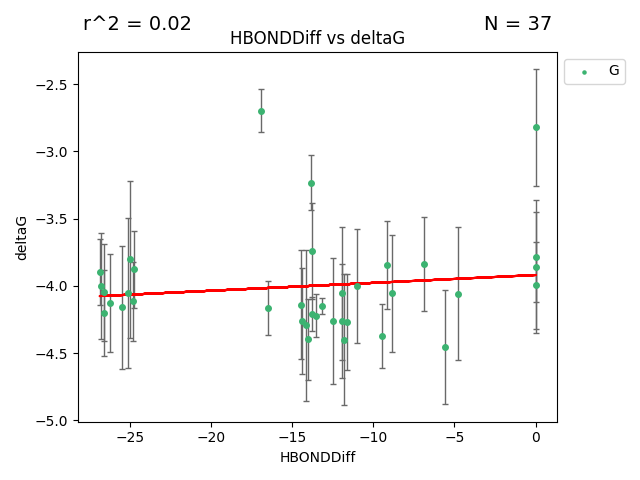 r^2 = 0.02
N = 37
HBONDDiff vs deltaG
G
deltaG
−2.5
−3.0
−3.5
−4.0
−4.5
−5.0
−25
−20
−15
−10
−5
0
HBONDDiff